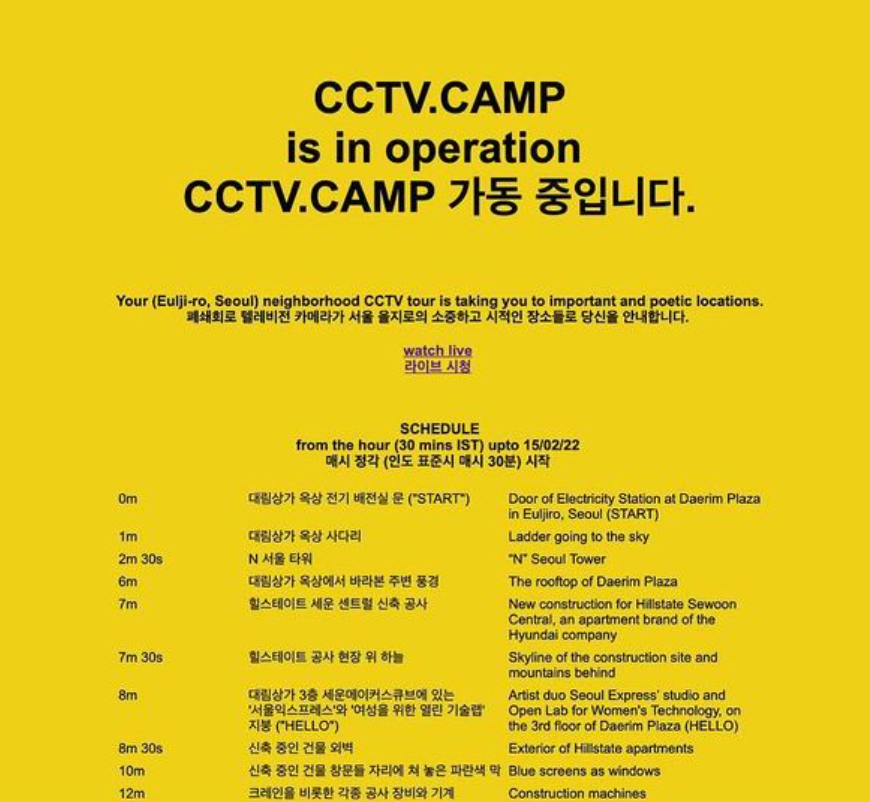 CCTV.CAMP
is in operation
CCTV.CAMP 가동 중입니다.
Your (Eulji-ro, Seoul) neighborhood CCTV tour is taking you to important and poetic locations.
폐쇄회로 텔레비전 카메라가 서울 을지로의 소중하고 시적인 장소들로 당신을 안내합니다.
watch live
라이브 시청
SCHEDULE
from the hour (30 mins IST) upto 15/02/22
매시 정각 (인도 표준시 매시 30분) 시작
0m 대림상가 옥상 전기 배전실 문 ("START") Door of Electricity Station at Daerim Plaza
in Euljiro, Seoul (START)
1m 대림상가 옥상 사다리 Ladder going to the sky
2m 30s N 서울 타워 "N" Seoul Tower
6m 대림상가 옥상에서 바라본 주변 풍경 The rooftop of Daerim Plaza
7m 힐스테이트 세운 센트럴 신축 공사 New construction for Hillstate Sewoon
Central, an apartment brand of the
Hyundai company
7m 30s 힐스테이트 공사 현장 위 하늘 Skyline of the construction site and
mountains behind
8m 대림상가 3층 세운메이커스큐브에 있는 Artist duo Seoul Express' studio and
'서울익스프레스'와 '여성을 위한 열린 기술랩' Open Lab for Women's Technology, on
지붕 ("HELLO") the 3rd floor of Daerim Plaza (HELLO)
8m 30s 신축 중인 건물 외벽 Exterior of Hillstate apartments
10m 신축 중인 건물 창문들 자리에 쳐 놓은 파란색 막 Blue screens as windows
12m 크레인을 비롯한 각종 공사 장비와 기계 Construction machines